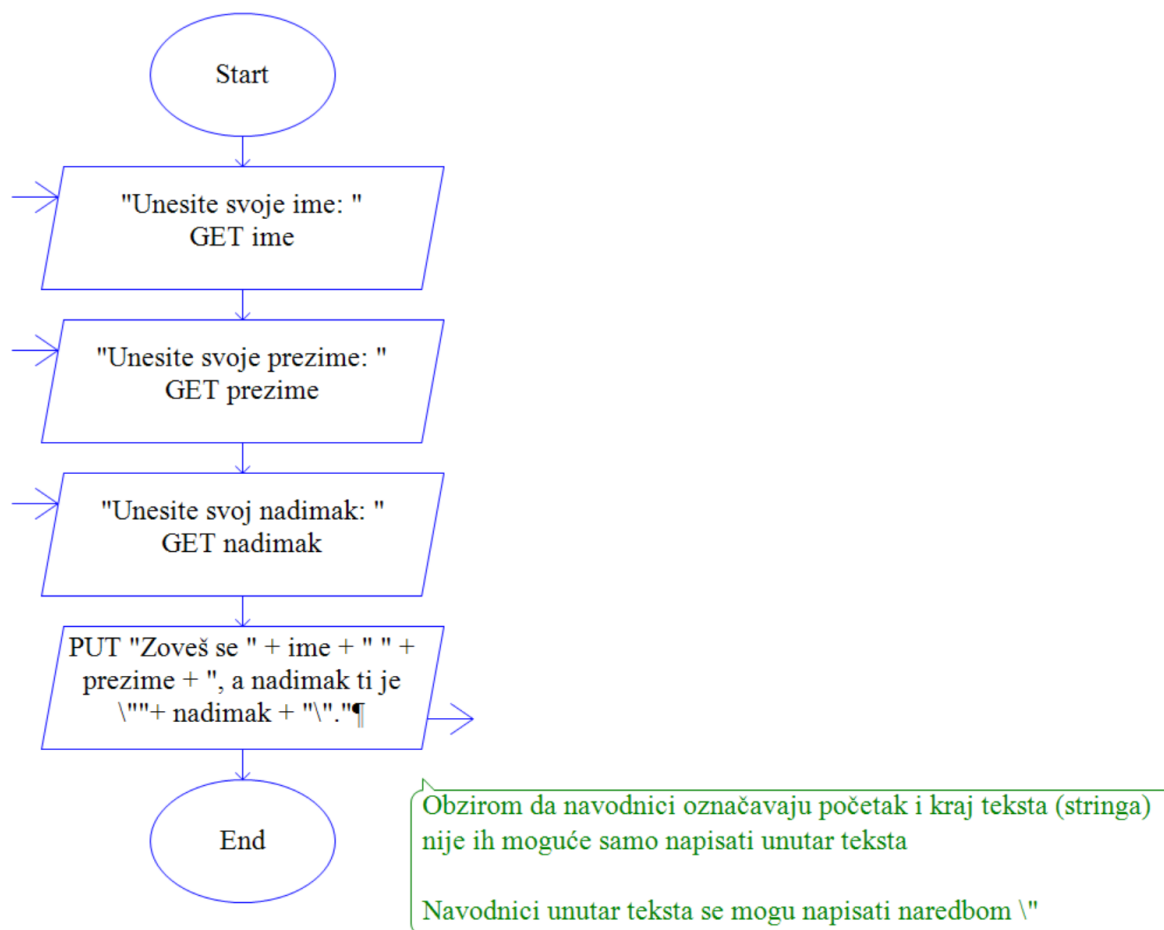 Start
"Unesite svoje ime: "
GET ime
"Unesite svoje prezime: "
GET prezime
"Unesite svoj nadimak: "
GET nadimak
PUT "Zoveš se " + ime + " " +
prezime + ", a nadimak ti je
\""+ nadimak + "\"."¶
End
Obzirom da navodnici označavaju početak i kraj teksta (stringa)
nije ih moguće samo napisati unutar teksta
Navodnici unutar teksta se mogu napisati naredbom \"